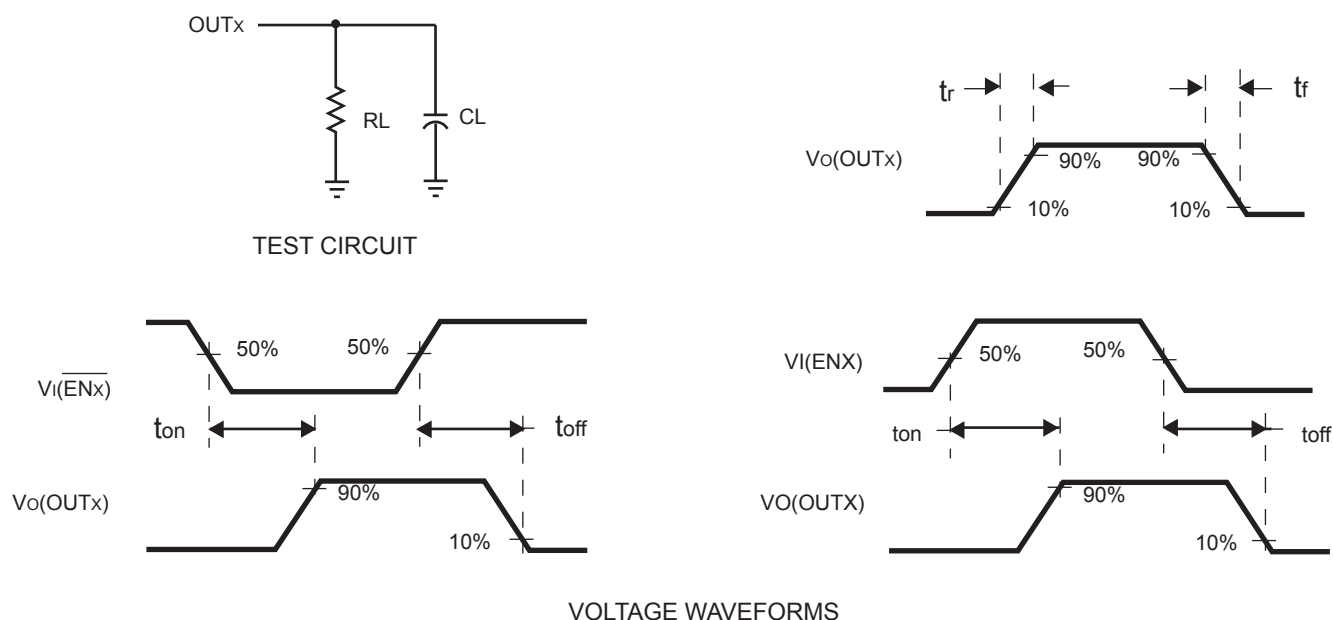 OUTx
RL
CL
TEST CIRCUIT
tr
tf
VO(OUTx)
90%
90%
10%
10%
VI(ENx)
50%
50%
ton
toff
VO(OUTx)
90%
10%
VI(ENX)
50%
50%
ton
toff
VO(OUTX)
90%
10%
VOLTAGE WAVEFORMS